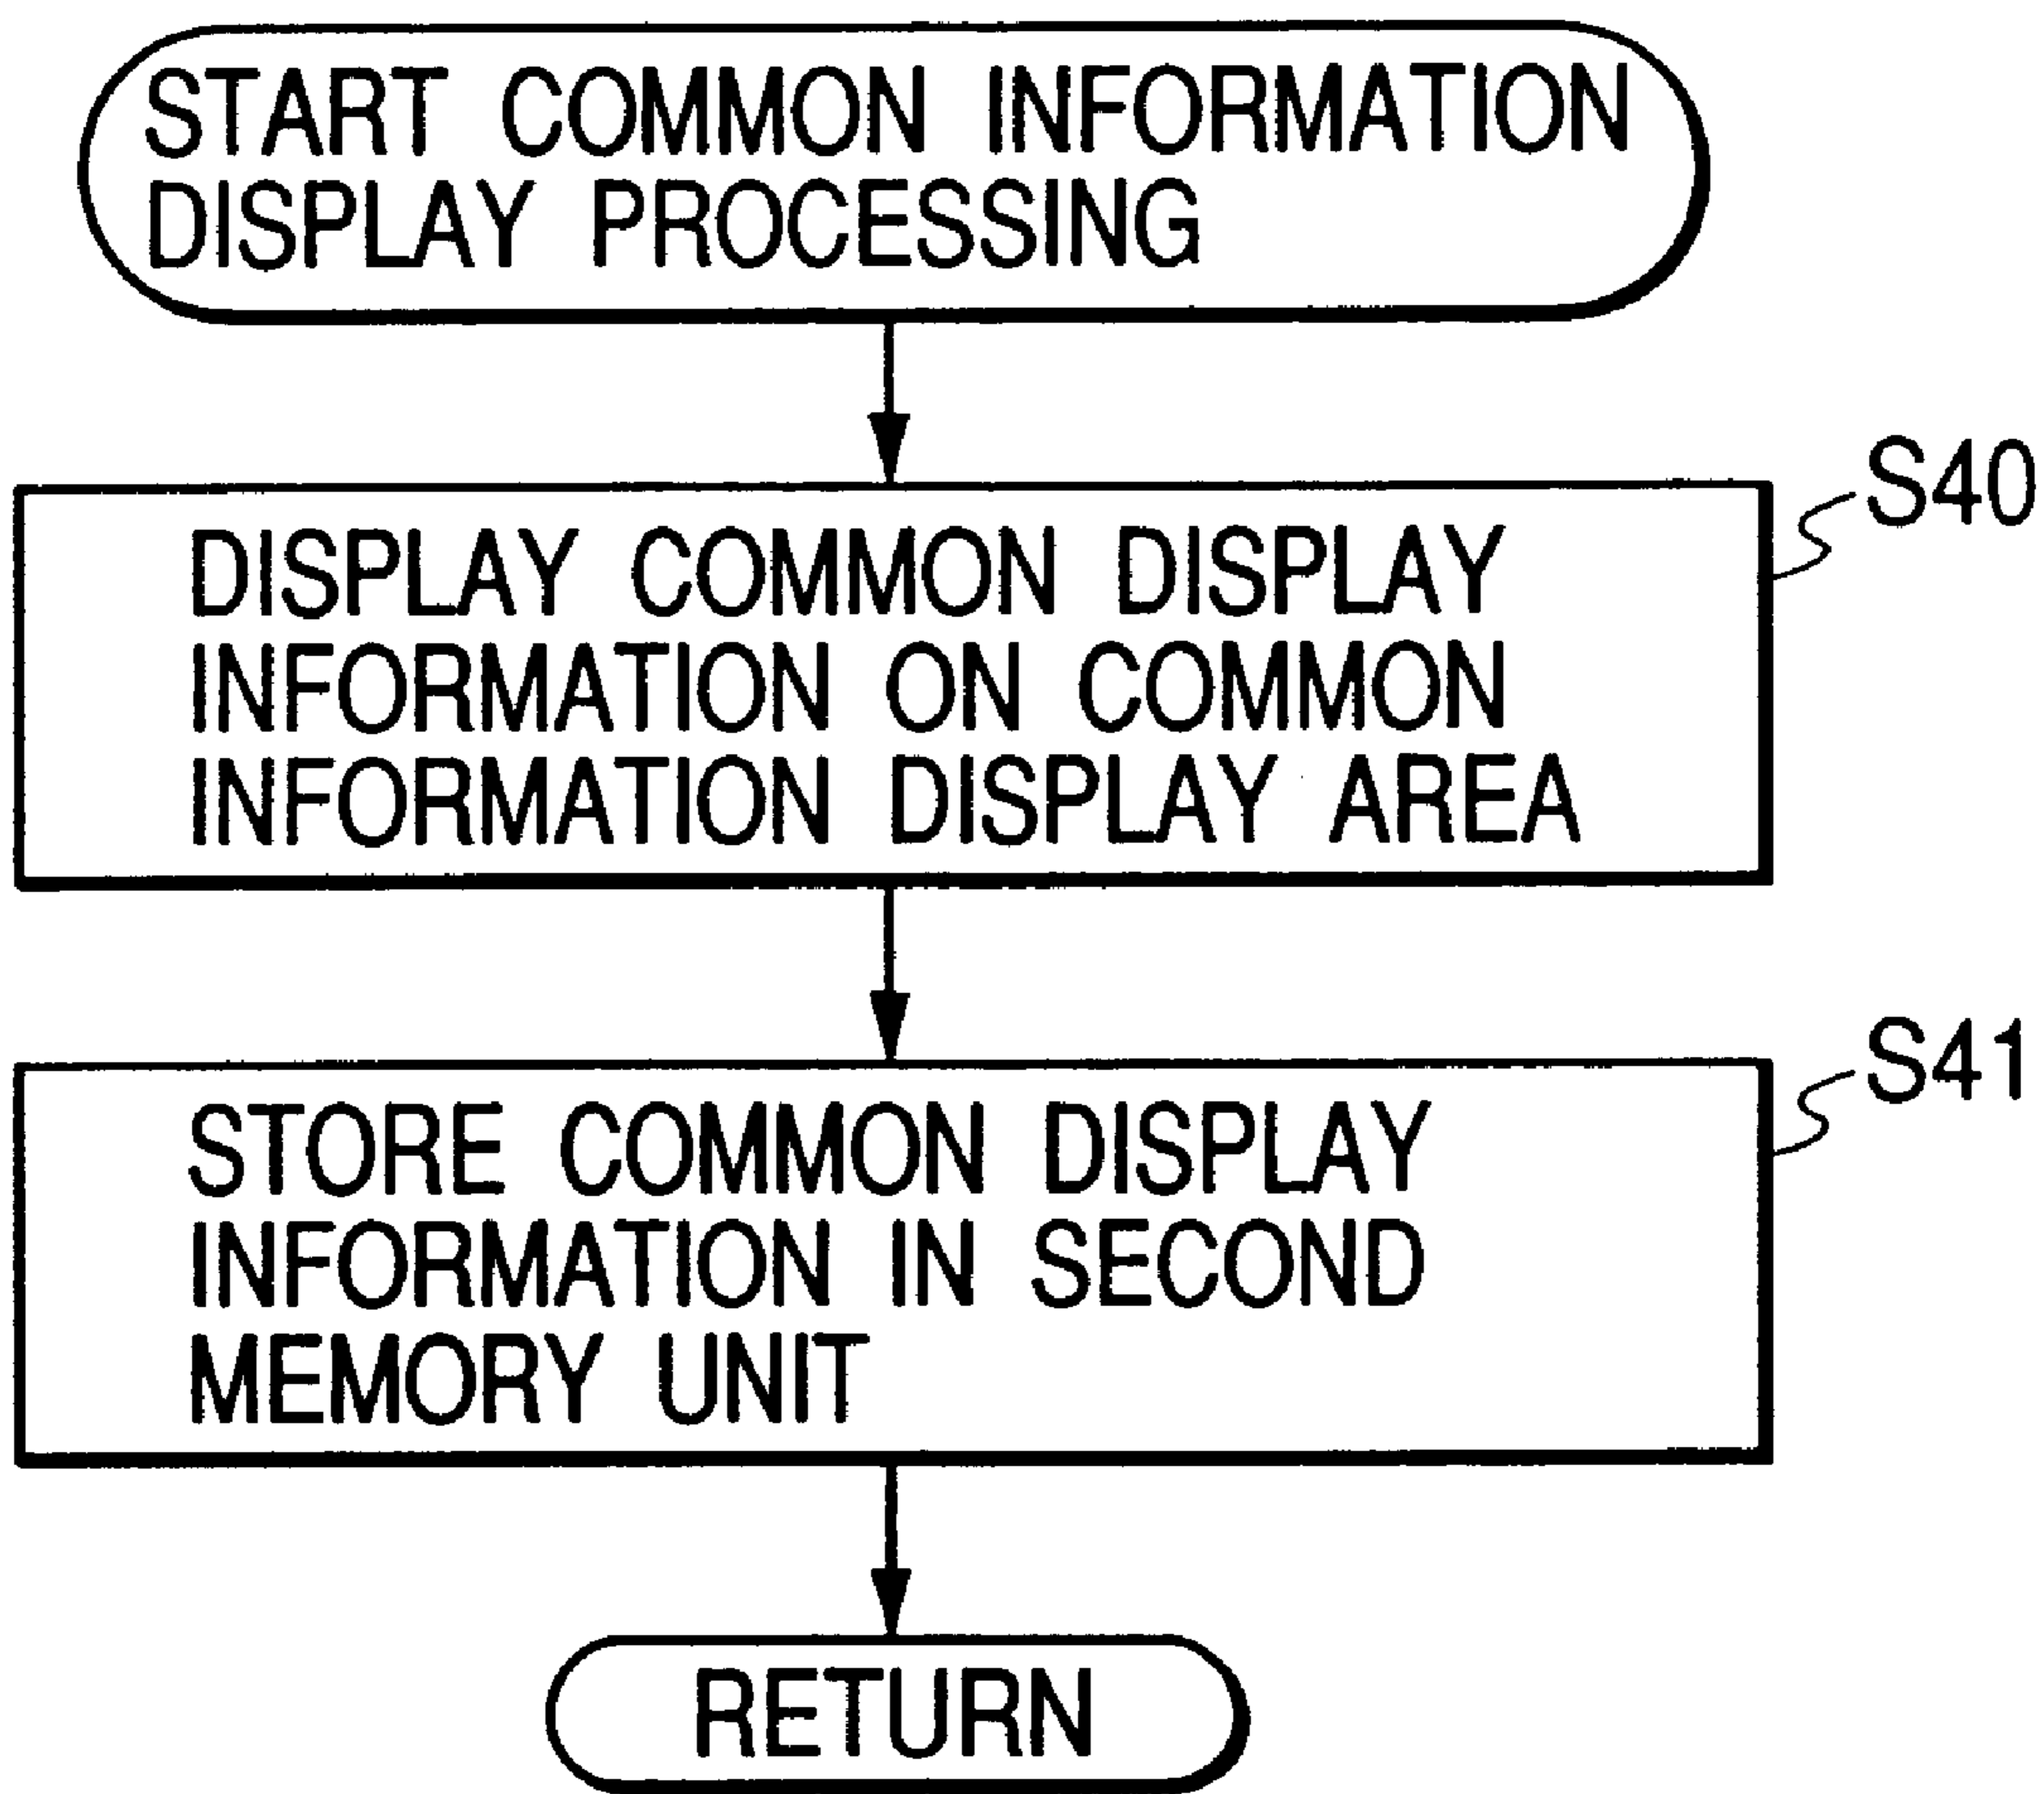 START COMMON INFORMATION
DISPLAY PROCESSING
S40
DISPLAY COMMON DISPLAY
INFORMATION ON COMMON
INFORMATION DISPLAY AREA
S41
STORE COMMON DISPLAY
INFORMATION IN SECOND
MEMORY UNIT
RETURN